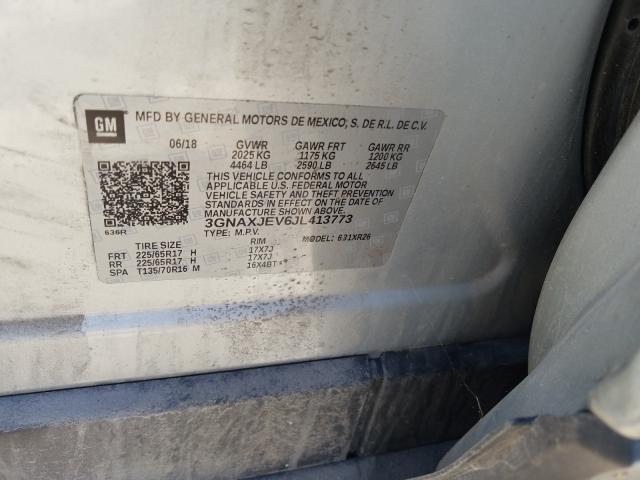 GM
MFD BY GENERAL MOTORS DE MEXICO, S. DE R.L. DE C.V.
06/18 GVWR GAWR FRT GAWR RR
2025 KG 1175 KG 1200 KG
4464 LB 2590 LB 2645 LB
THIS VEHICLE CONFORMS TO ALL
APPLICABLE U.S. FEDERAL MOTOR
VEHICLE SAFETY AND THEFT PREVENTION
STANDARDS IN EFFECT ON THE DATE OF
MANUFACTURE SHOWN ABOVE.
3GNAXJEV6JL413773
636R
TYPE: M.P.V. MODEL: 631XR26
TIRE SIZE RIM
FRT 225/65R17 H 17X7J
RR 225/65R17 H 17X7J
SPA T135/70R16 M 16X4BT